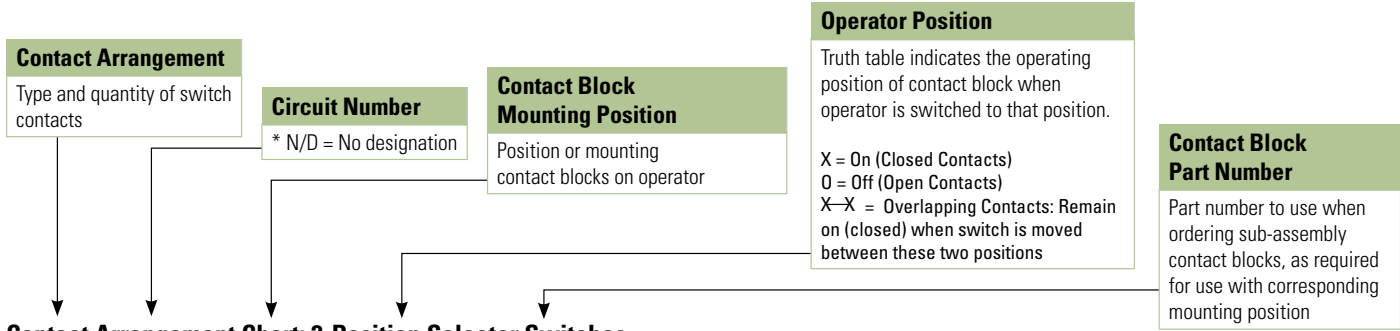 Contact Arrangement
Type and quantity of switch
contacts
Circuit Number
* N/D = No designation
Contact Block
Mounting Position
Position or mounting
contact blocks on operator
Operator Position
Truth table indicates the operating
position of contact block when
operator is switched to that position.
X = On (Closed Contacts)
O = Off (Open Contacts)
X—X = Overlapping Contacts: Remain
on (closed) when switch is moved
between these two positions
Contact Block
Part Number
Part number to use when
ordering sub-assembly
contact blocks, as required
for use with corresponding
mounting position